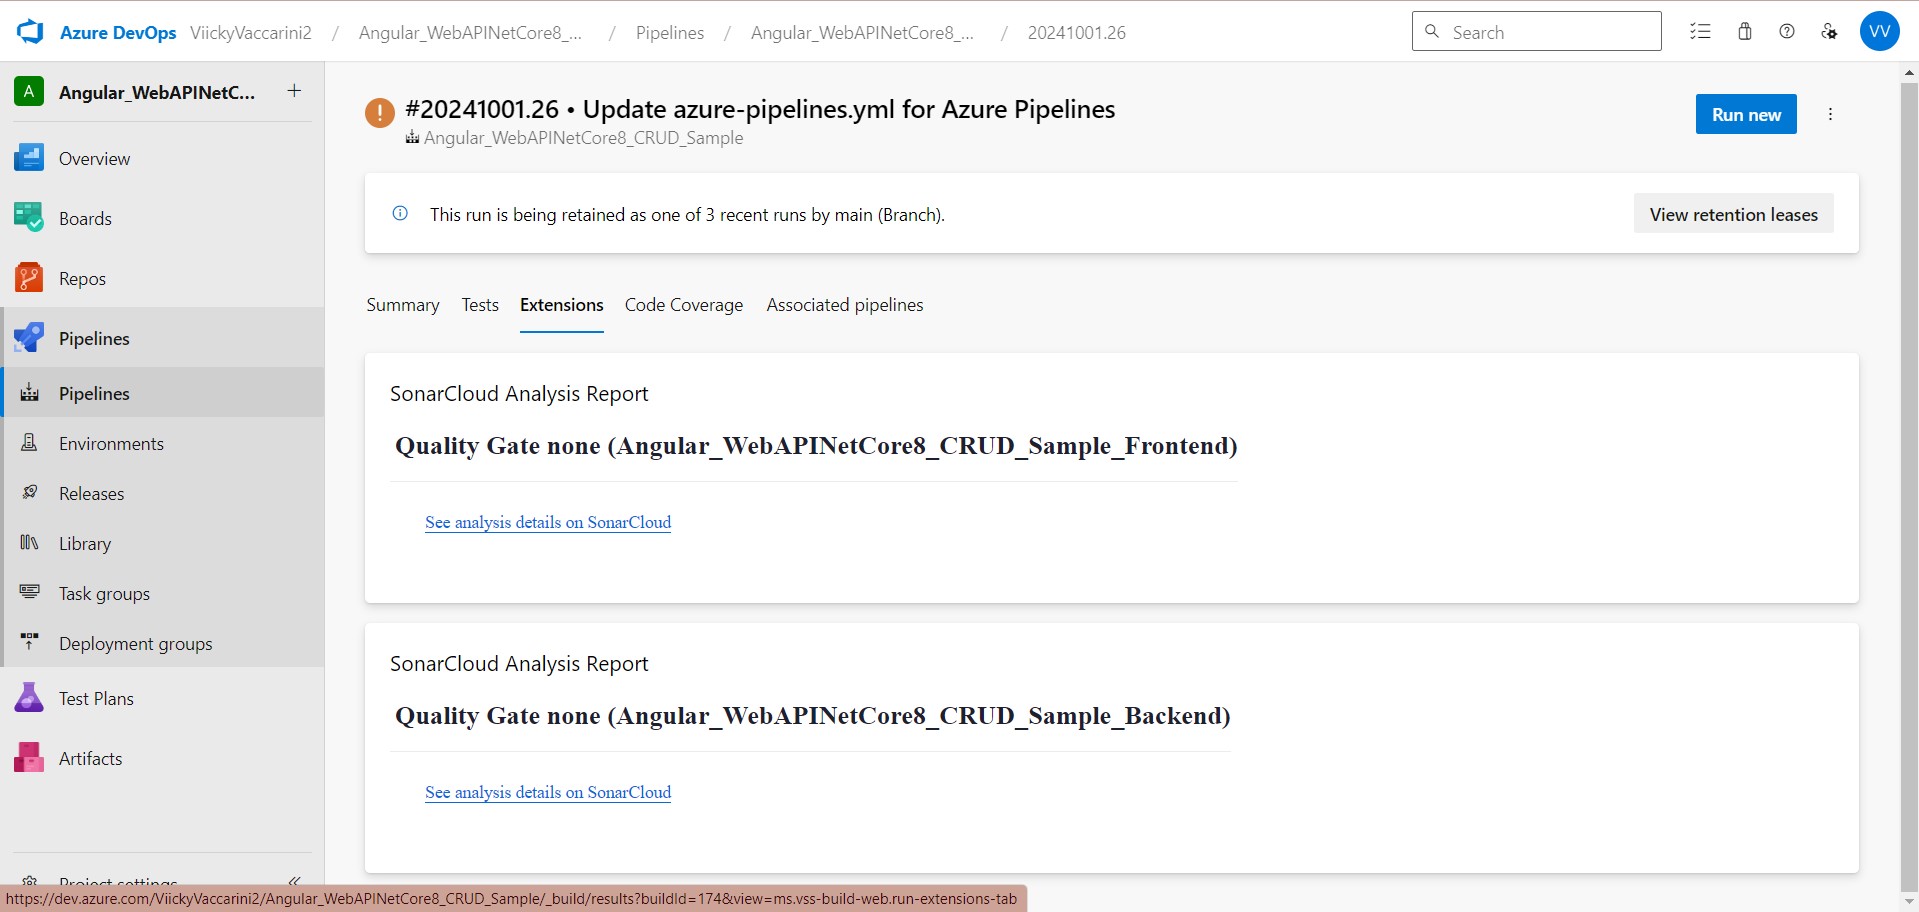 Azure DevOps ViickyVaccarini2 / Angular_WebAPINetCore8_... / Pipelines / Angular_WebAPINetCore8_... / 20241001.26
Search
VV
A Angular_WebAPINetC... +
Overview
Boards
Repos
Pipelines
Pipelines
Environments
Releases
Library
Task groups
Deployment groups
Test Plans
Artifacts
Project settings
#20241001.26 • Update azure-pipelines.yml for Azure Pipelines
Angular_WebAPINetCore8_CRUD_Sample
Run new
This run is being retained as one of 3 recent runs by main (Branch).
View retention leases
Summary Tests Extensions Code Coverage Associated pipelines
SonarCloud Analysis Report
Quality Gate none (Angular_WebAPINetCore8_CRUD_Sample_Frontend)
See analysis details on SonarCloud
SonarCloud Analysis Report
Quality Gate none (Angular_WebAPINetCore8_CRUD_Sample_Backend)
See analysis details on SonarCloud
https://dev.azure.com/ViickyVaccarini2/Angular_WebAPINetCore8_CRUD_Sample/_build/results?buildId=174&view=ms.vss-build-web.run-extensions-tab